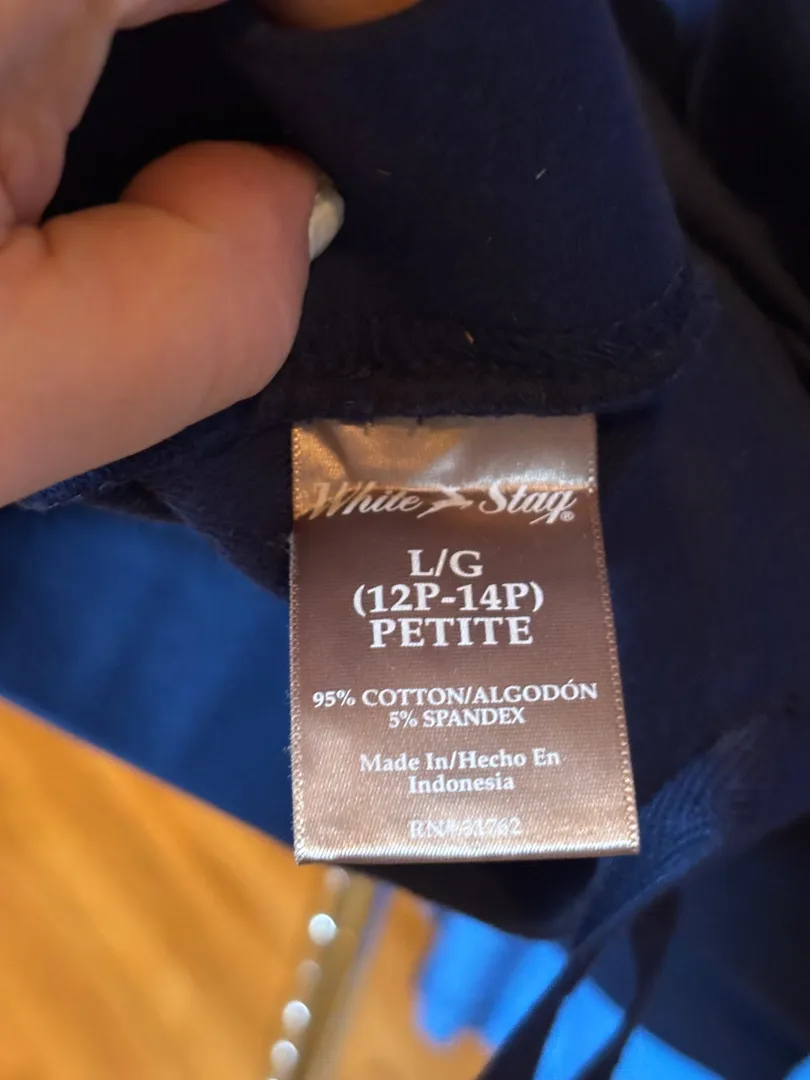 White Stag®
L/G
(12P-14P)
PETITE
95% COTTON/ALGODÓN
5% SPANDEX
Made In/Hecho En
Indonesia